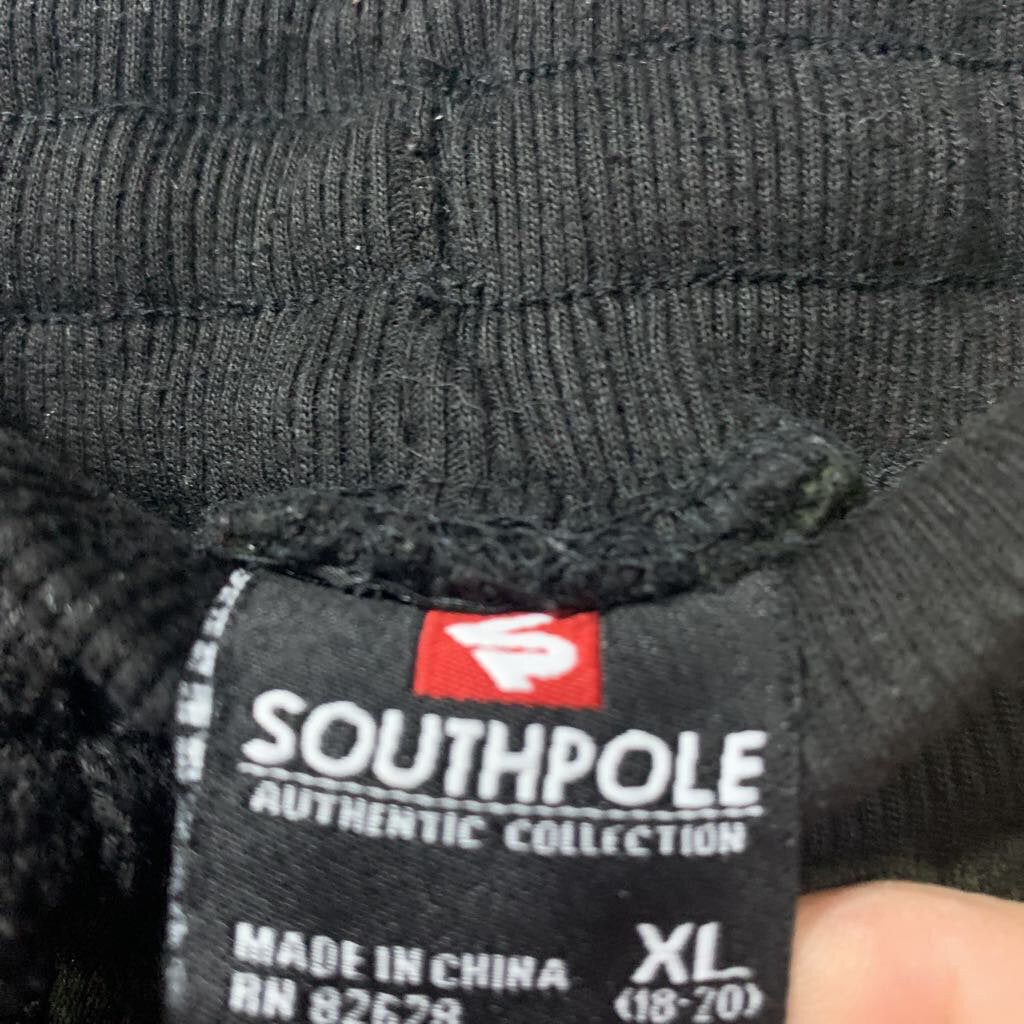 SOUTHPOLE
AUTHENTIC COLLECTION
MADE IN CHINA
XL
RN 82628
(18-20)